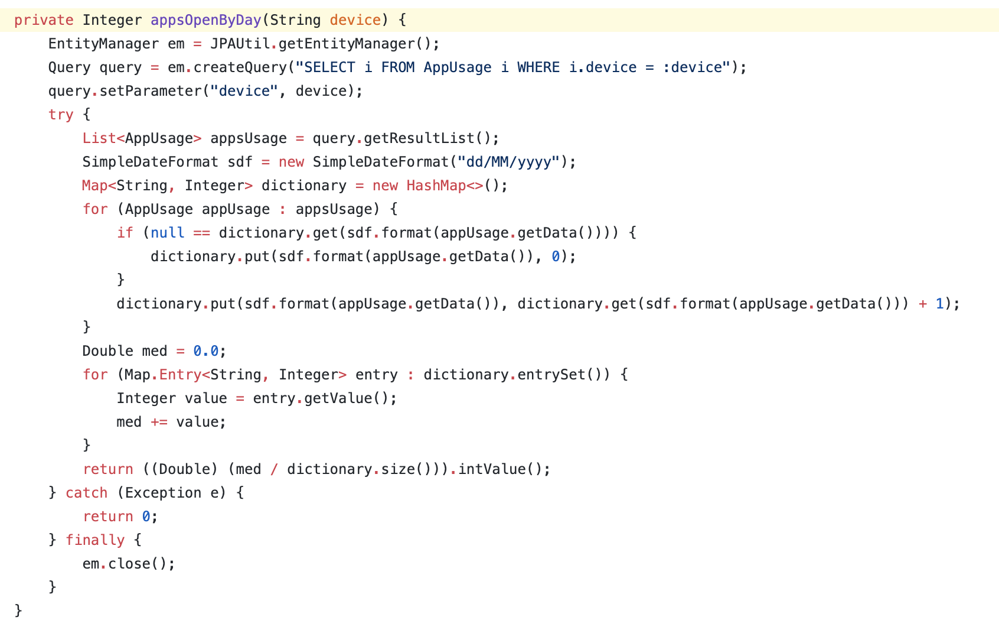 private Integer appsOpenByDay(String device) {
    EntityManager em = JPAUtil.getEntityManager();
    Query query = em.createQuery("SELECT i FROM AppUsage i WHERE i.device = :device");
    query.setParameter("device", device);
    try {
        List<AppUsage> appsUsage = query.getResultList();
        SimpleDateFormat sdf = new SimpleDateFormat("dd/MM/yyyy");
        Map<String, Integer> dictionary = new HashMap<>();
        for (AppUsage appUsage : appsUsage) {
            if (null == dictionary.get(sdf.format(appUsage.getData()))) {
                dictionary.put(sdf.format(appUsage.getData()), 0);
            }
            dictionary.put(sdf.format(appUsage.getData()), dictionary.get(sdf.format(appUsage.getData())) + 1);
        }
        Double med = 0.0;
        for (Map.Entry<String, Integer> entry : dictionary.entrySet()) {
            Integer value = entry.getValue();
            med += value;
        }
        return ((Double) (med / dictionary.size())).intValue();
    } catch (Exception e) {
        return 0;
    } finally {
        em.close();
    }
}